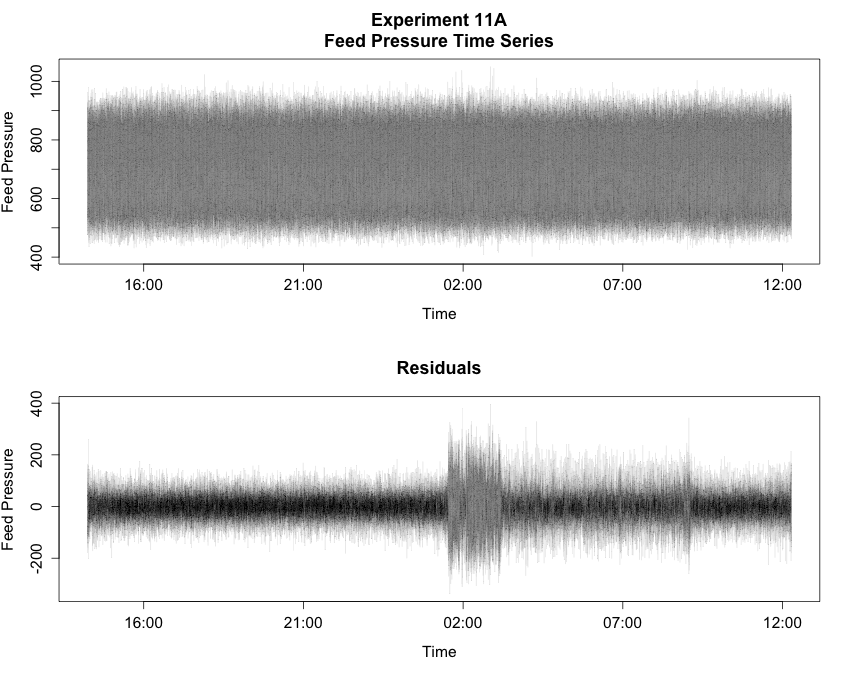 Experiment 11A
Feed Pressure Time Series
Feed Pressure
1000
800
600
400
16:00 21:00 02:00 07:00 12:00
Time
Residuals
Feed Pressure
400
200
0
-200
16:00 21:00 02:00 07:00 12:00
Time